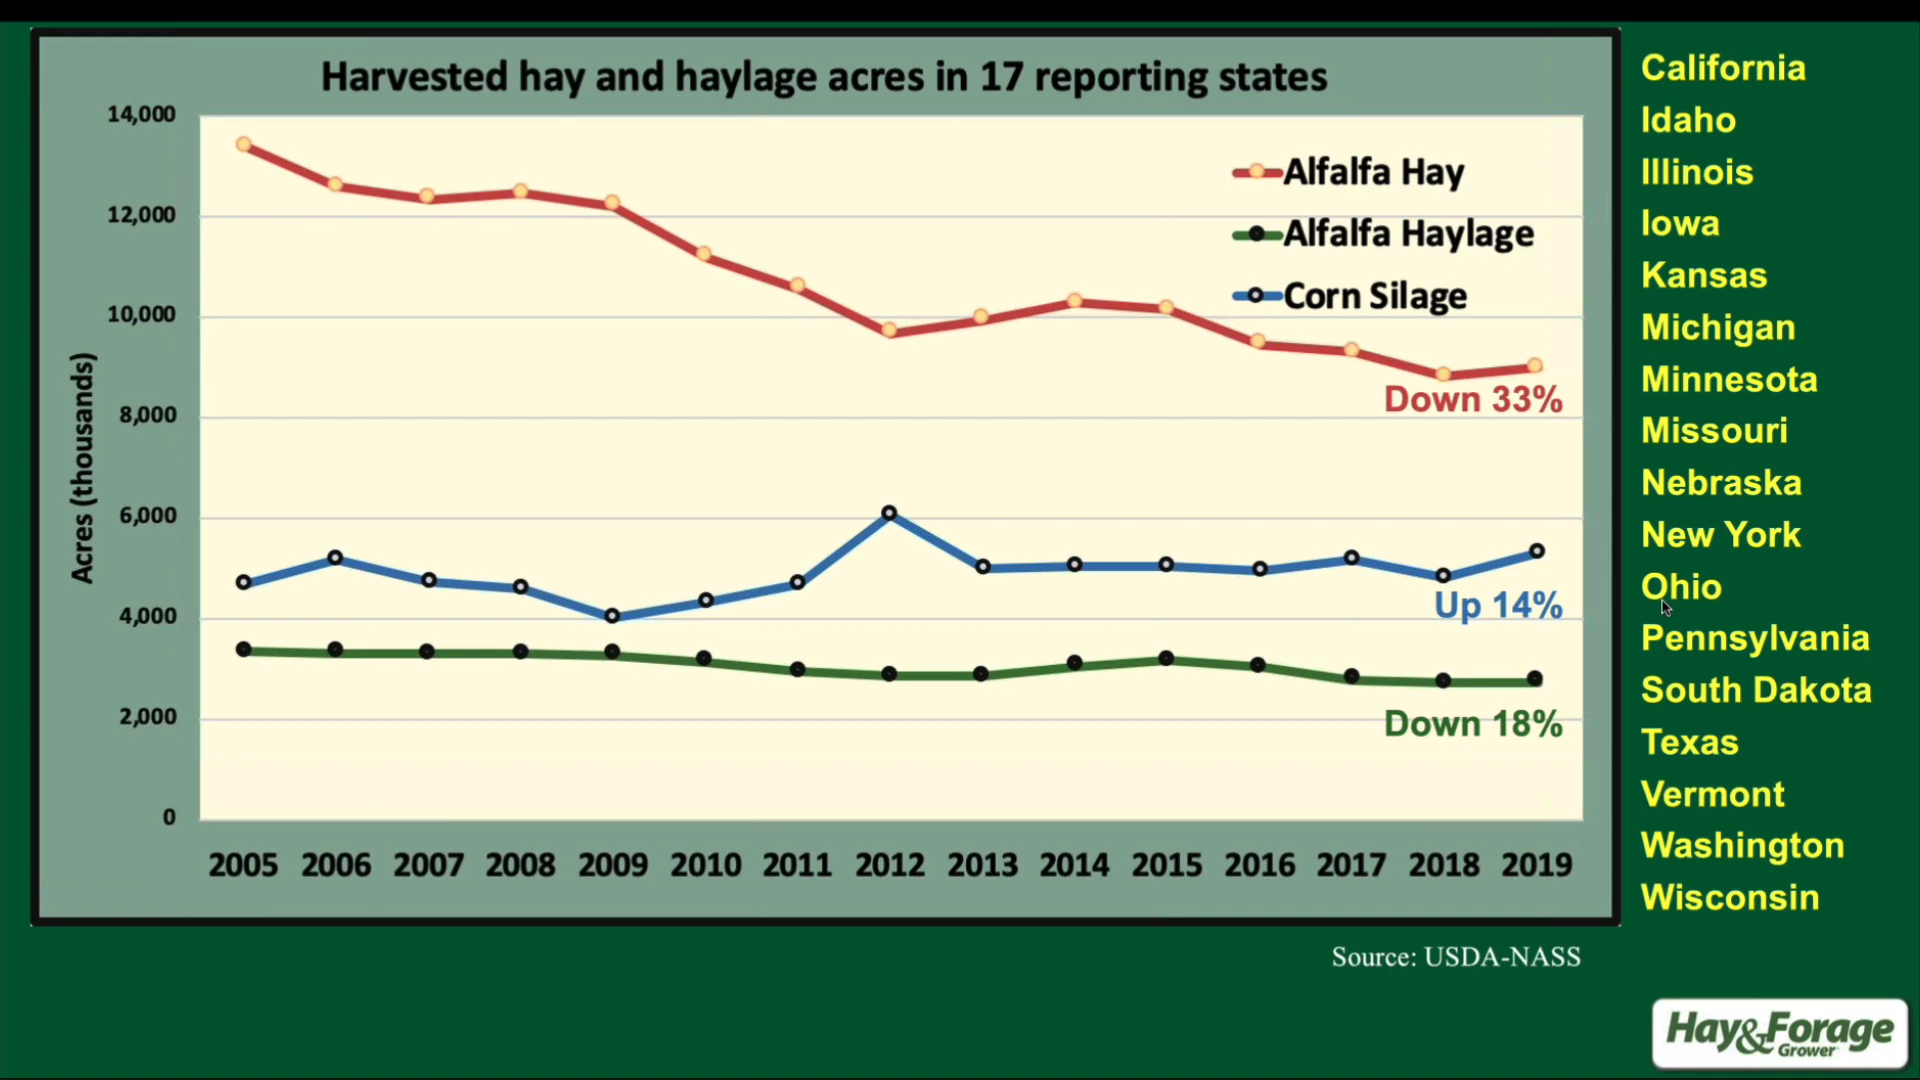 Harvested hay and haylage acres in 17 reporting states
14,000
12,000
10,000
8,000
6,000
4,000
2,000
0
Acres (thousands)
Alfalfa Hay
Alfalfa Haylage
Corn Silage
Down 33%
Up 14%
Down 18%
2005 2006 2007 2008 2009 2010 2011 2012 2013 2014 2015 2016 2017 2018 2019
California
Idaho
Illinois
Iowa
Kansas
Michigan
Minnesota
Missouri
Nebraska
New York
Ohio
Pennsylvania
South Dakota
Texas
Vermont
Washington
Wisconsin
Source: USDA-NASS
Hay&Forage
Grower